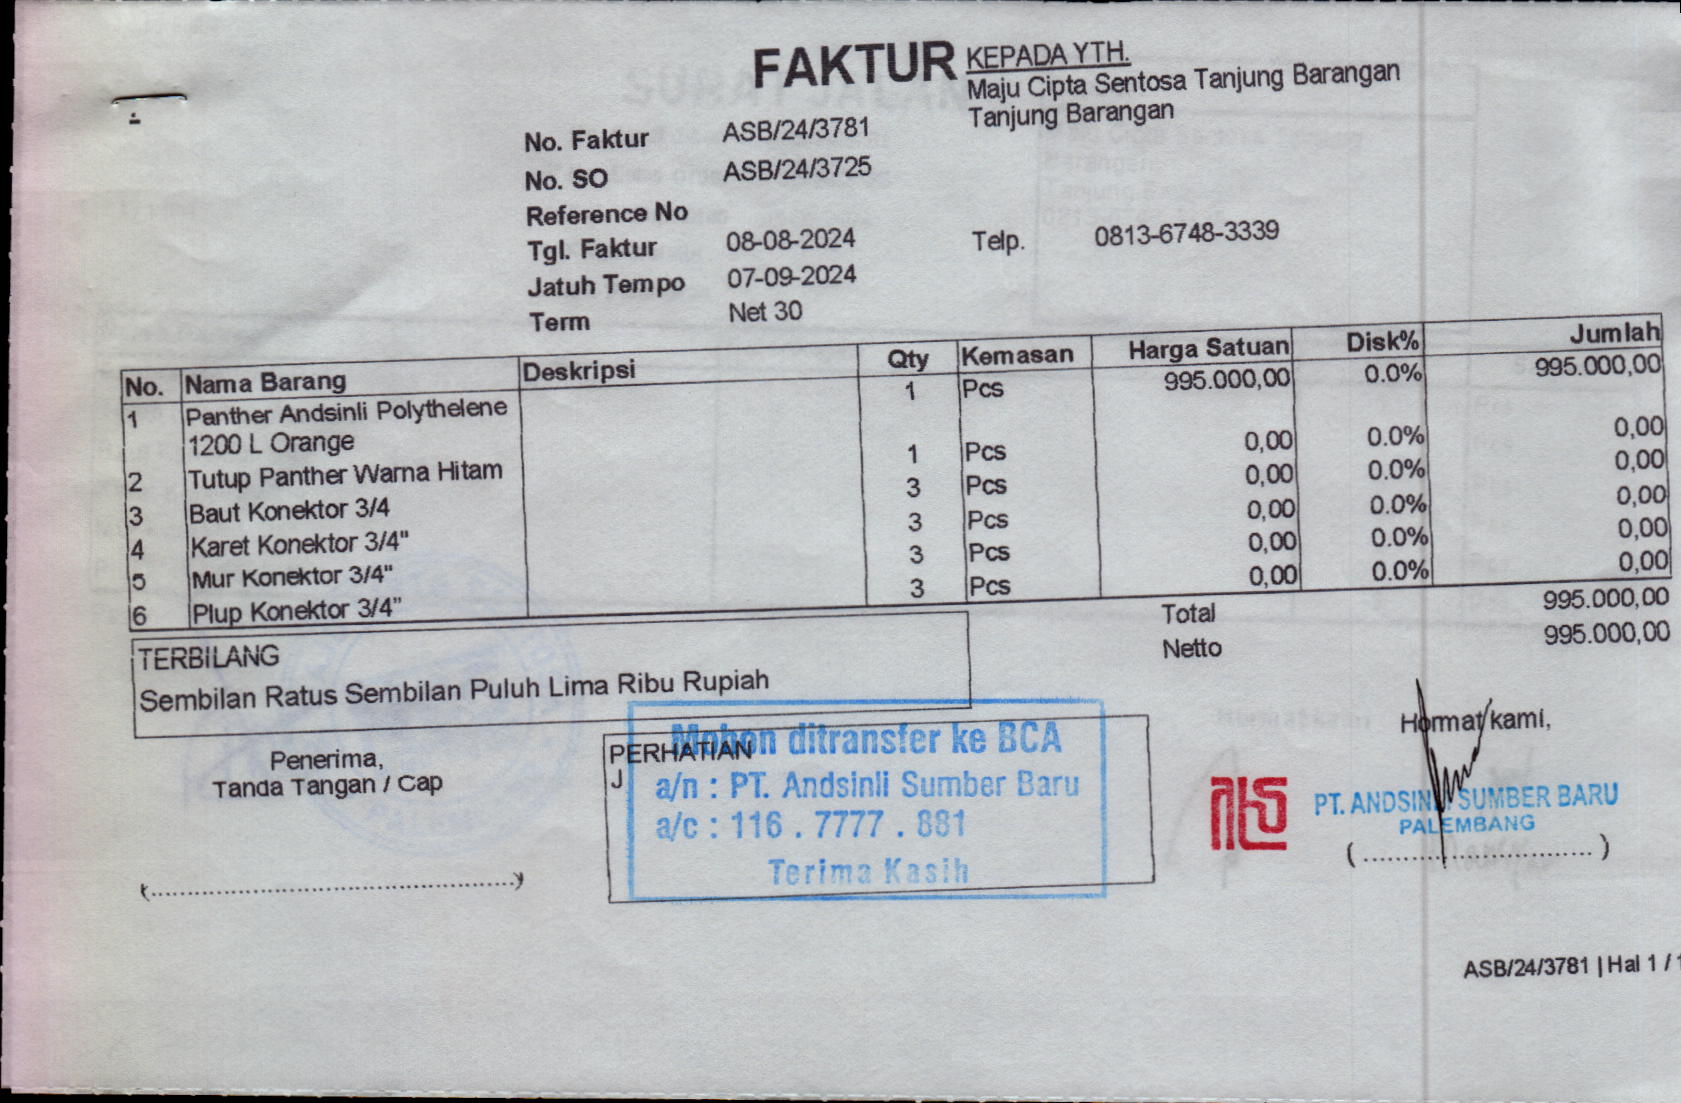 FAKTUR
KEPADA YTH.
Maju Cipta Sentosa Tanjung Barangan
Tanjung Barangan
No. Faktur ASB/24/3781
No. SO ASB/24/3725
Reference No
Tgl. Faktur 08-08-2024
Telp. 0813-6748-3339
Jatuh Tempo 07-09-2024
Term Net 30
No. Nama Barang Deskripsi Qty Kemasan Harga Satuan Disk% Jumlah
1 Panther Andsinli Polythelene 1 Pcs 995.000,00 0.0% 995.000,00
1200 L Orange
2 Tutup Panther Warna Hitam 1 Pcs 0,00 0.0% 0,00
3 Baut Konektor 3/4 3 Pcs 0,00 0.0% 0,00
4 Karet Konektor 3/4" 3 Pcs 0,00 0.0% 0,00
5 Mur Konektor 3/4" 3 Pcs 0,00 0.0% 0,00
6 Plup Konektor 3/4" 3 Pcs 0,00 0.0% 0,00
Total 995.000,00
Netto 995.000,00
TERBILANG
Sembilan Ratus Sembilan Puluh Lima Ribu Rupiah
Penerima,
Tanda Tangan / Cap
(..........................................)
PERHATIAN
J
Mohon ditransfer ke BCA
a/n : PT. Andsinli Sumber Baru
a/c : 116 . 7777 . 881
Terima Kasih
Hormat kami,
PT. ANDSINLI SUMBER BARU
PALEMBANG
(..............................)
ASB/24/3781 | Hal 1 / 1